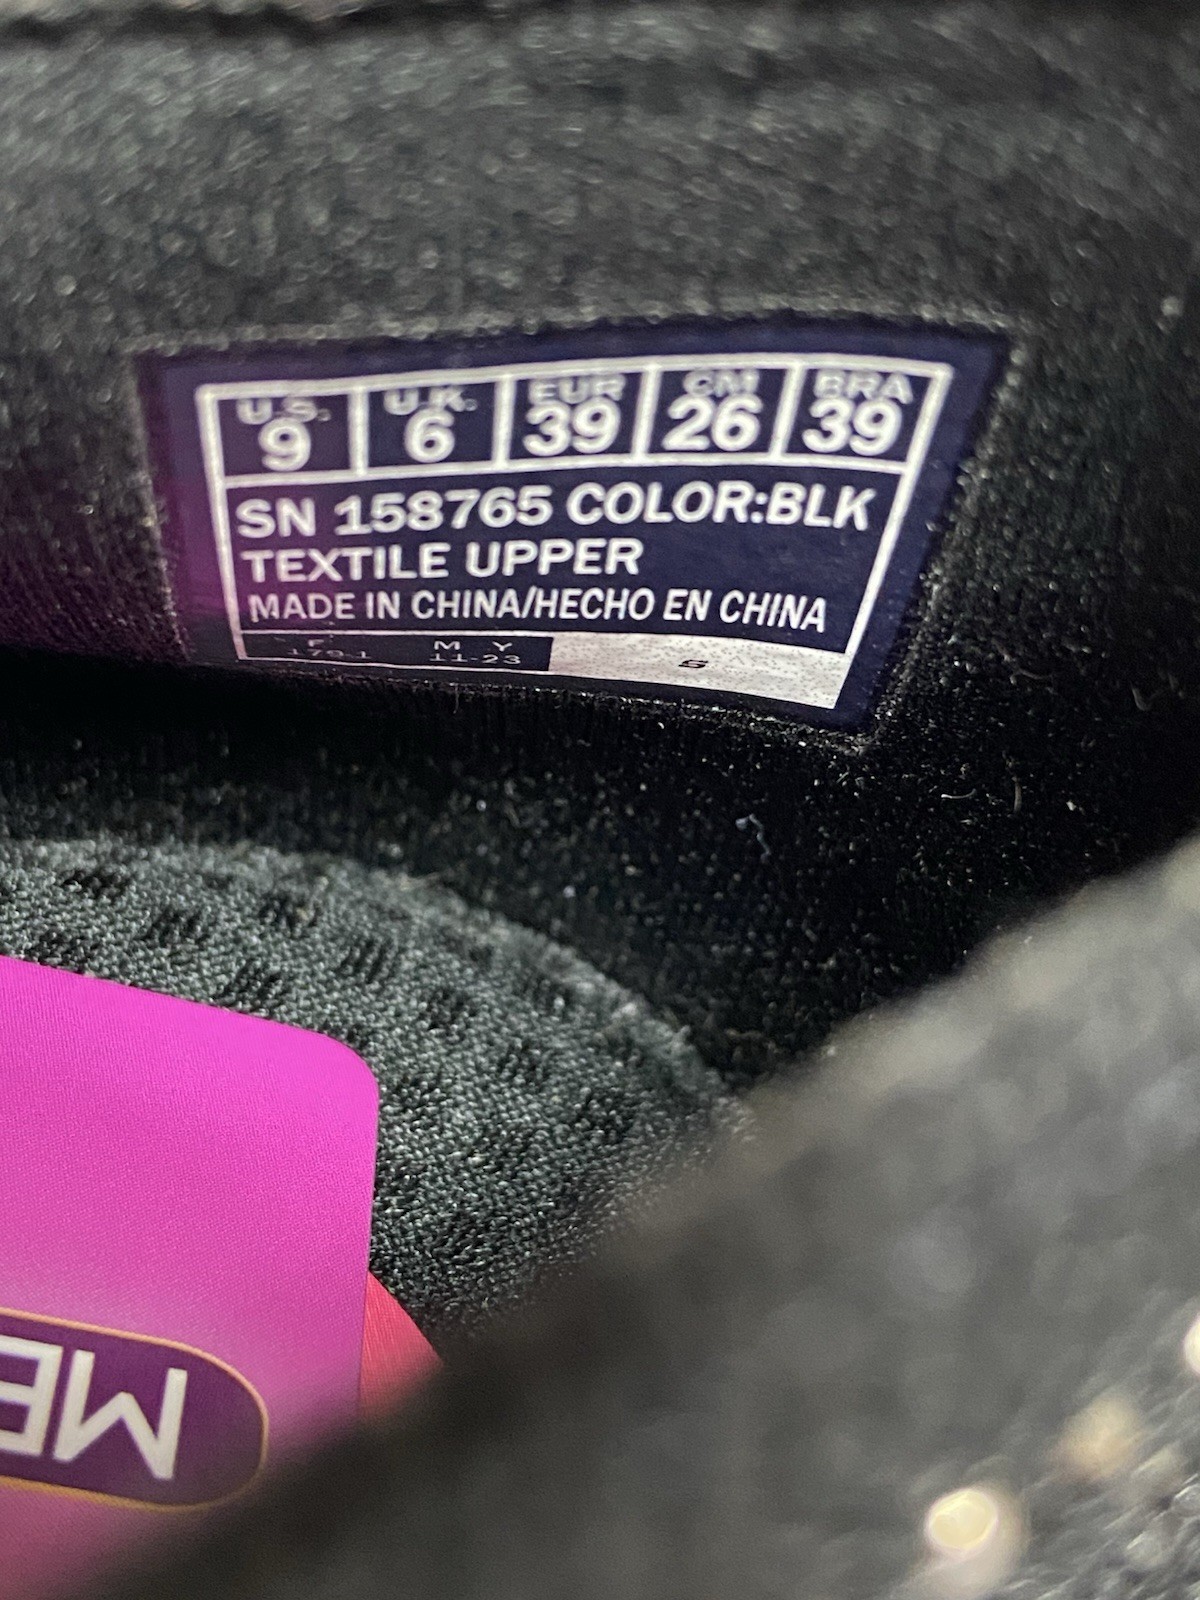 U.S. U.K. EUR CM BRA
9 6 39 26 39
SN 158765 COLOR:BLK
TEXTILE UPPER
MADE IN CHINA/HECHO EN CHINA
F M Y
11-23
ME